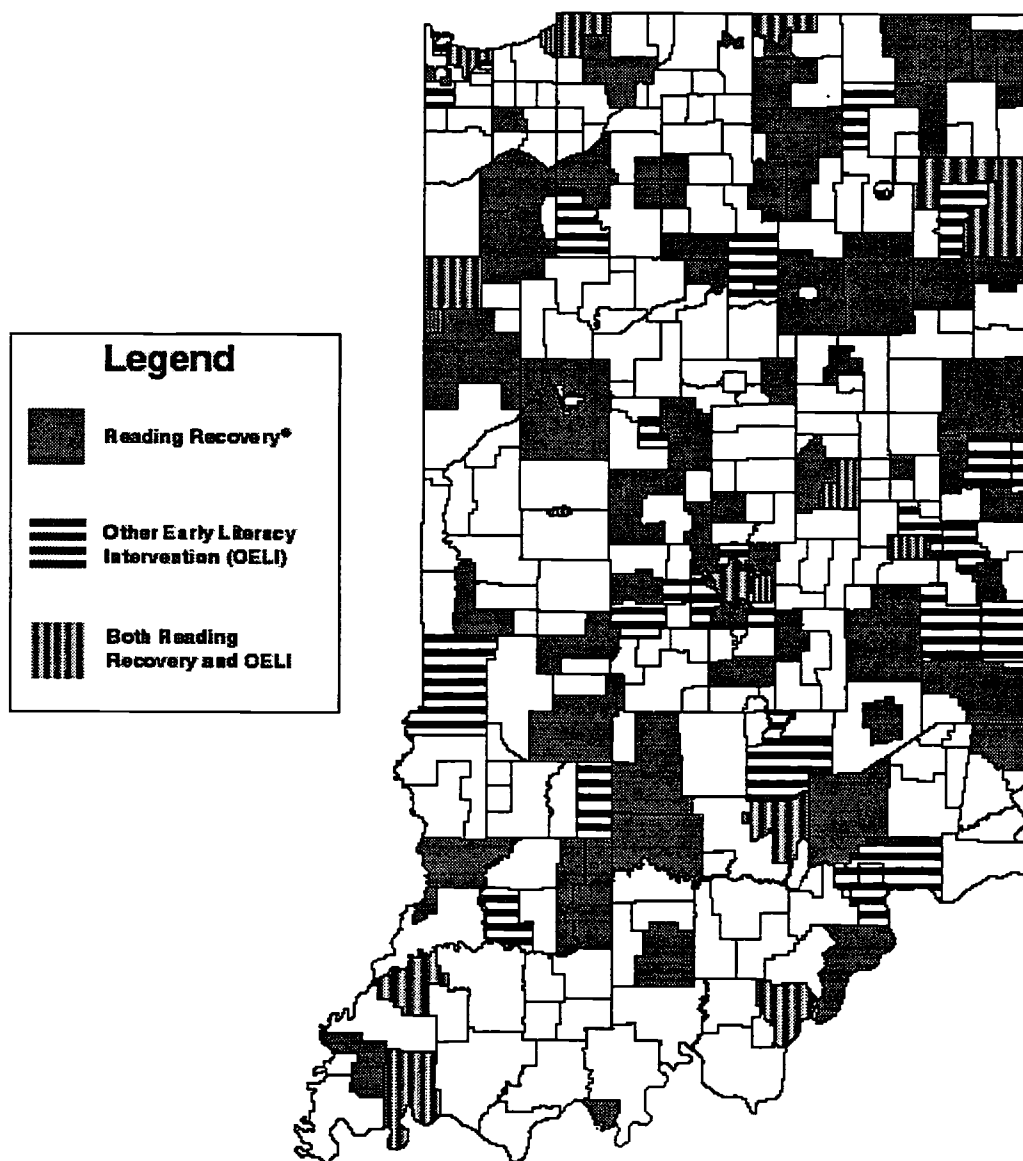 Legend
Reading Recovery®
Other Early Literacy
Intervention (OELI)
Both Reading
Recovery and OELI